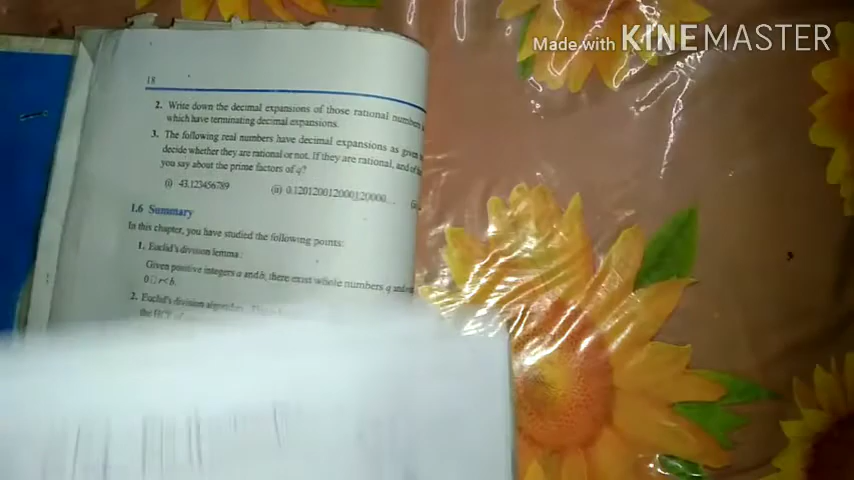 Made with KINEMASTER
18
2. Write down the decimal expansions of those rational numbers
which have terminating decimal expansions.
3. The following real numbers have decimal expansions as given
decide whether they are rational or not. If they are rational, and of
you say about the prime factors of q?
(i) 43.123456789 (ii) 0.120120012000120000...
1.6 Summary
In this chapter, you have studied the following points:
1. Euclid's division lemma:
Given positive integers a and b, there exist whole numbers q and
0 □ r < b.
2. Euclid's division algorithm
the HCF of